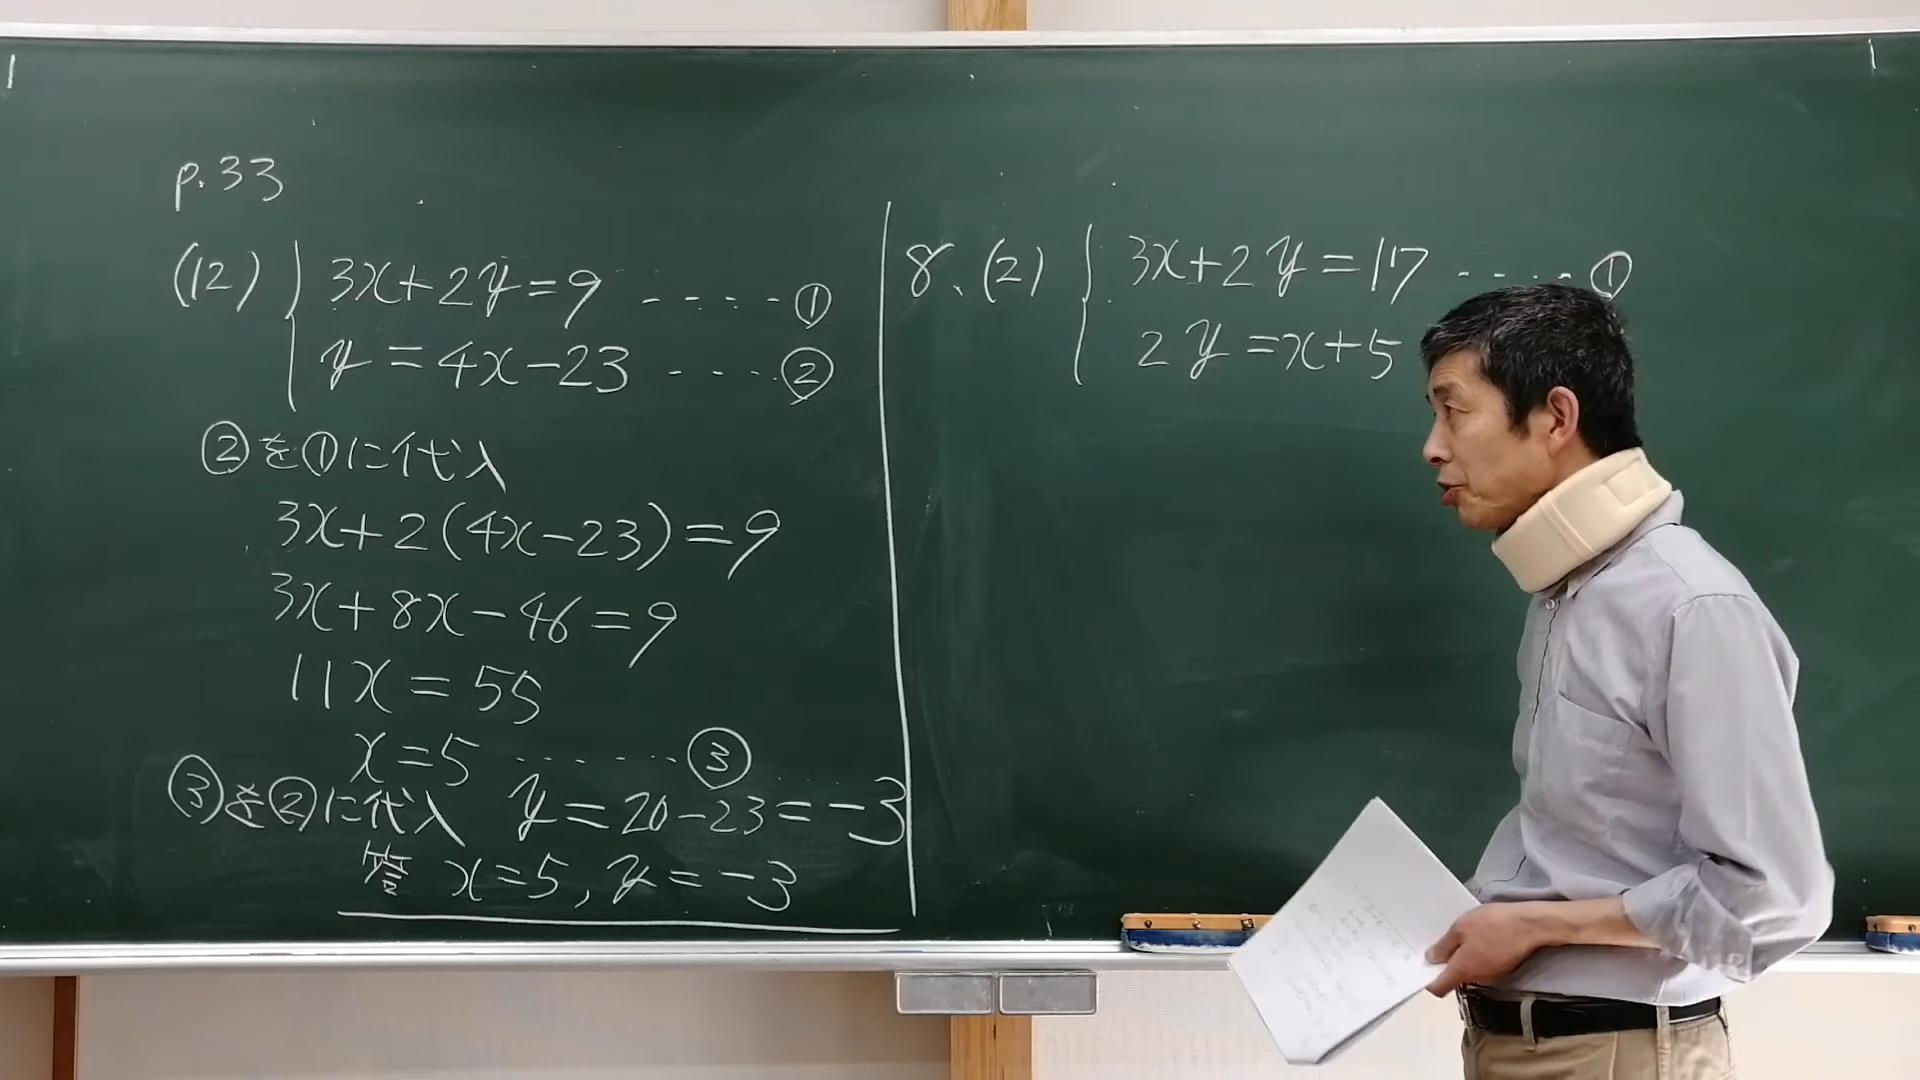 p.33
(12) { 3x+2y=9 ----①
y=4x-23 ----②
②を①に代入
3x+2(4x-23)=9
3x+8x-46=9
11x=55
x=5 ........③
③を②に代入 y=20-23=-3
答 x=5, y=-3
8.(2) { 3x+2y=17 ----①
2y=x+5